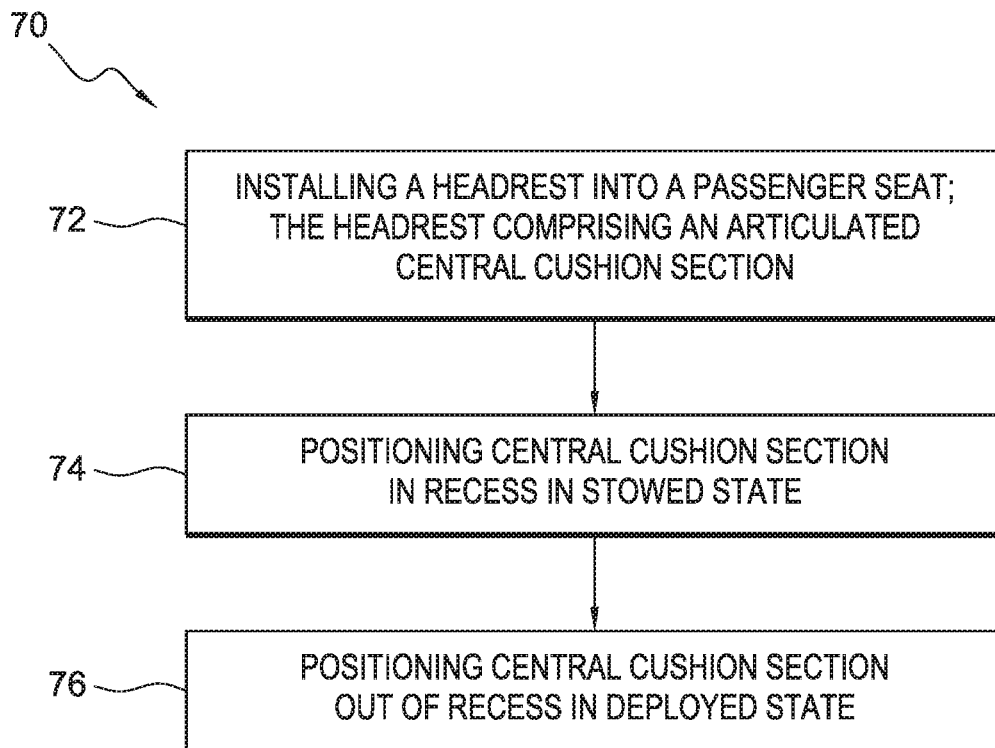 70
72
INSTALLING A HEADREST INTO A PASSENGER SEAT;
THE HEADREST COMPRISING AN ARTICULATED
CENTRAL CUSHION SECTION
74
POSITIONING CENTRAL CUSHION SECTION
IN RECESS IN STOWED STATE
76
POSITIONING CENTRAL CUSHION SECTION
OUT OF RECESS IN DEPLOYED STATE